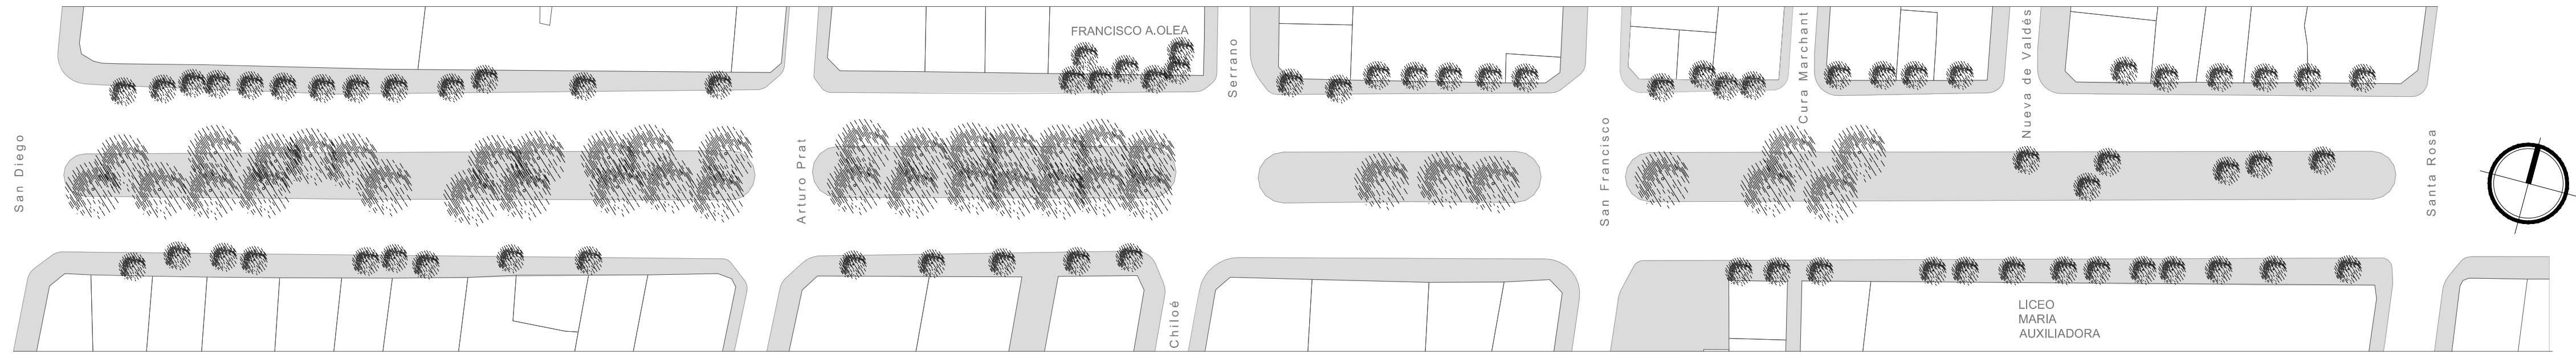 San Diego
Arturo Prat
FRANCISCO A.OLEA
Chiloé
Serrano
San Francisco
Cura Marchant
Nueva de Valdés
LICEO
MARIA
AUXILIADORA
Santa Rosa